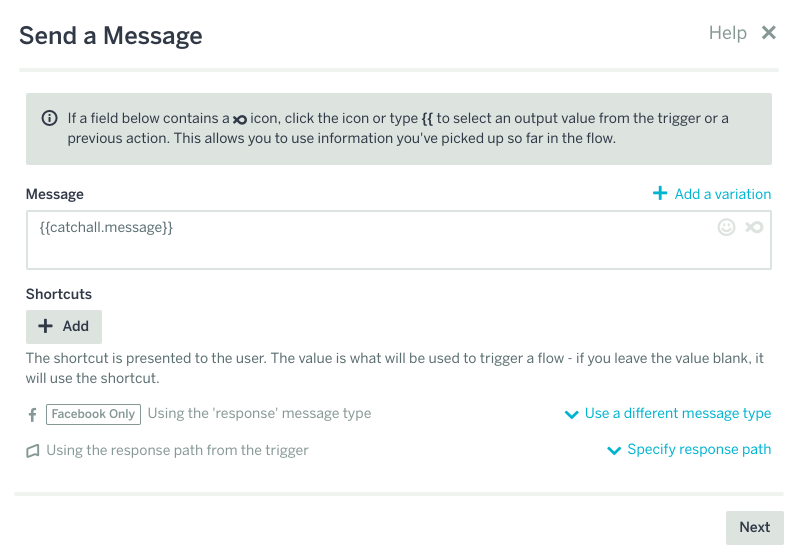 Send a Message
Help
If a field below contains a icon, click the icon or type {{ to select an output value from the trigger or a
previous action. This allows you to use information you've picked up so far in the flow.
Message
Add a variation
{{catchall.message}}
Shortcuts
Add
The shortcut is presented to the user. The value is what will be used to trigger a flow - if you leave the value blank, it
will use the shortcut.
Facebook Only Using the 'response' message type
Use a different message type
Using the response path from the trigger
Specify response path
Next